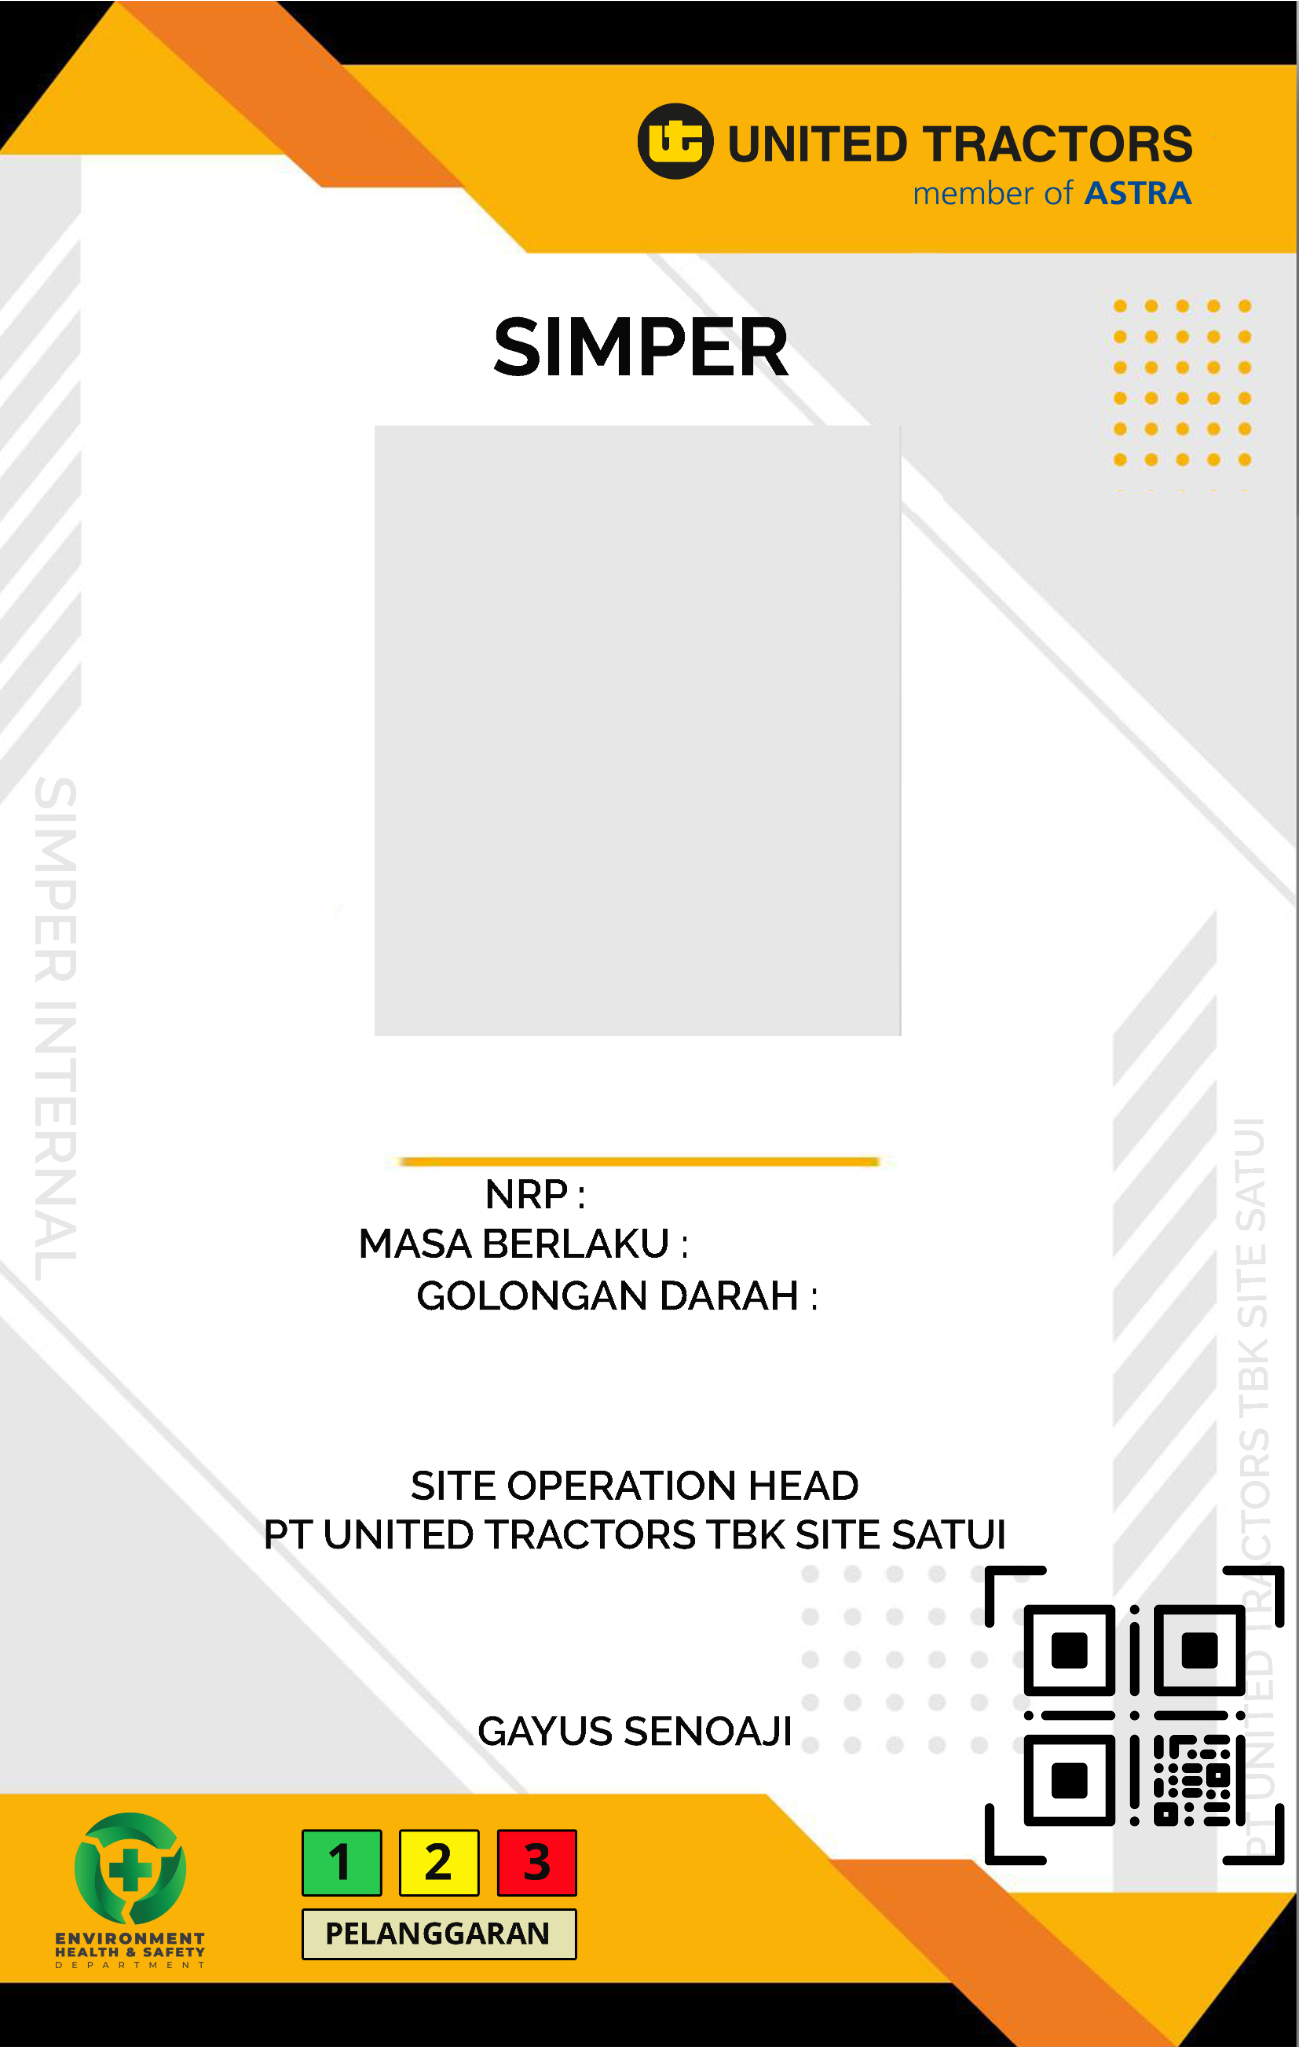 UNITED TRACTORS
member of ASTRA
SIMPER
SIMPER INTERNAL
NRP :
MASA BERLAKU :
GOLONGAN DARAH :
SITE OPERATION HEAD
PT UNITED TRACTORS TBK SITE SATUI
GAYUS SENOAJI
PT UNITED TRACTORS TBK SITE SATUI
1 2 3
PELANGGARAN
ENVIRONMENT
HEALTH & SAFETY
DEPARTMENT